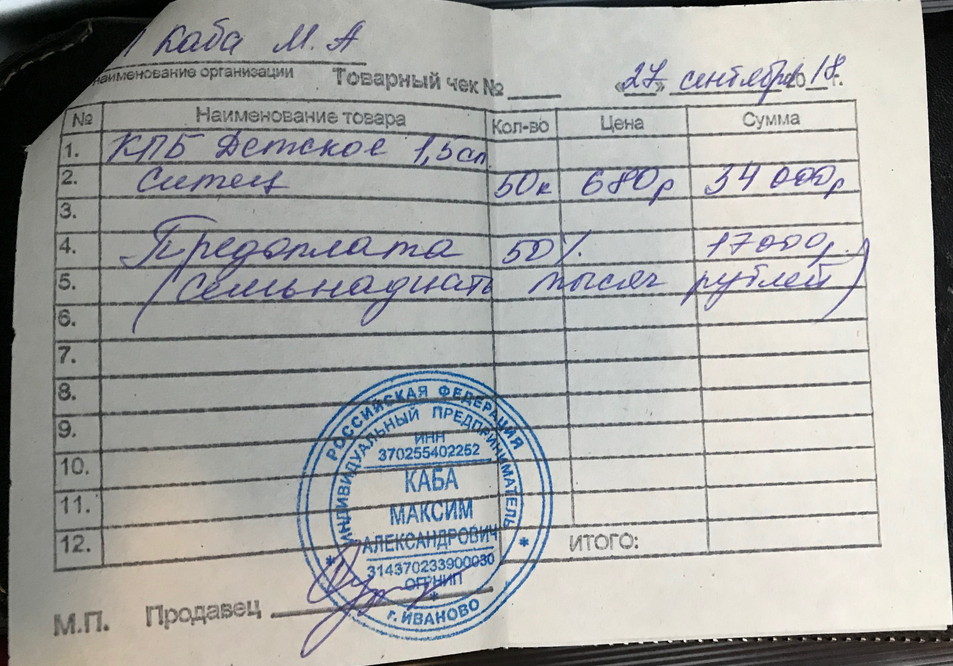 Каба М. А
наименование организации Товарный чек № «27» сентября 2018 г.
№ Наименование товара Кол-во Цена Сумма
1. КПБ Детское 1,5сп
2. Ситец 50к 680р 34 000р
3.
4. Предоплата 50% 17 000р.
5. (Семьнадцать тысяч рублей)
6.
7.
8.
9.
10.
11.
12. ИТОГО:
РОССИЙСКАЯ ФЕДЕРАЦИЯ
ИНДИВИДУАЛЬНЫЙ ПРЕДПРИНИМАТЕЛЬ
ИНН
370255402252
КАБА
МАКСИМ
АЛЕКСАНДРОВИЧ
314370233900030
ОГРНИП
г. ИВАНОВО
М.П. Продавец